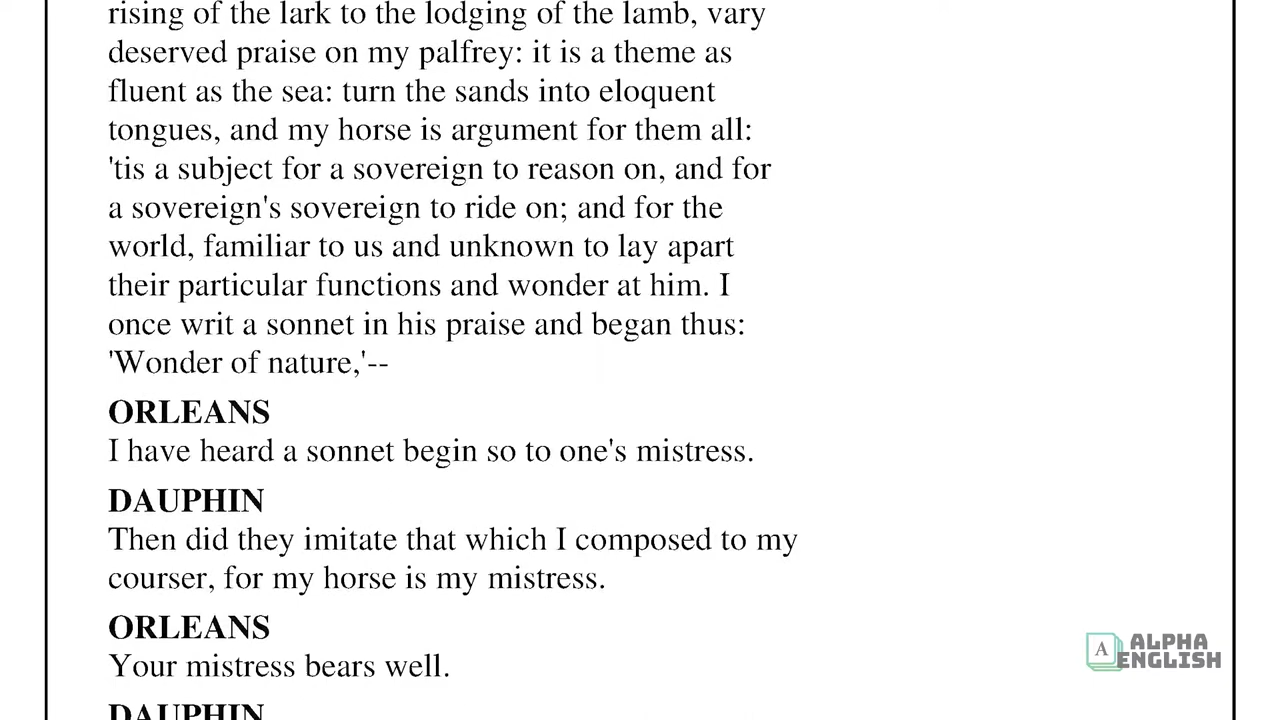 rising of the lark to the lodging of the lamb, vary
deserved praise on my palfrey: it is a theme as
fluent as the sea: turn the sands into eloquent
tongues, and my horse is argument for them all:
'tis a subject for a sovereign to reason on, and for
a sovereign's sovereign to ride on; and for the
world, familiar to us and unknown to lay apart
their particular functions and wonder at him. I
once writ a sonnet in his praise and began thus:
'Wonder of nature,'--
ORLEANS
I have heard a sonnet begin so to one's mistress.
DAUPHIN
Then did they imitate that which I composed to my
courser, for my horse is my mistress.
ORLEANS
Your mistress bears well.
DAUPHIN
A ALPHA
ENGLISH